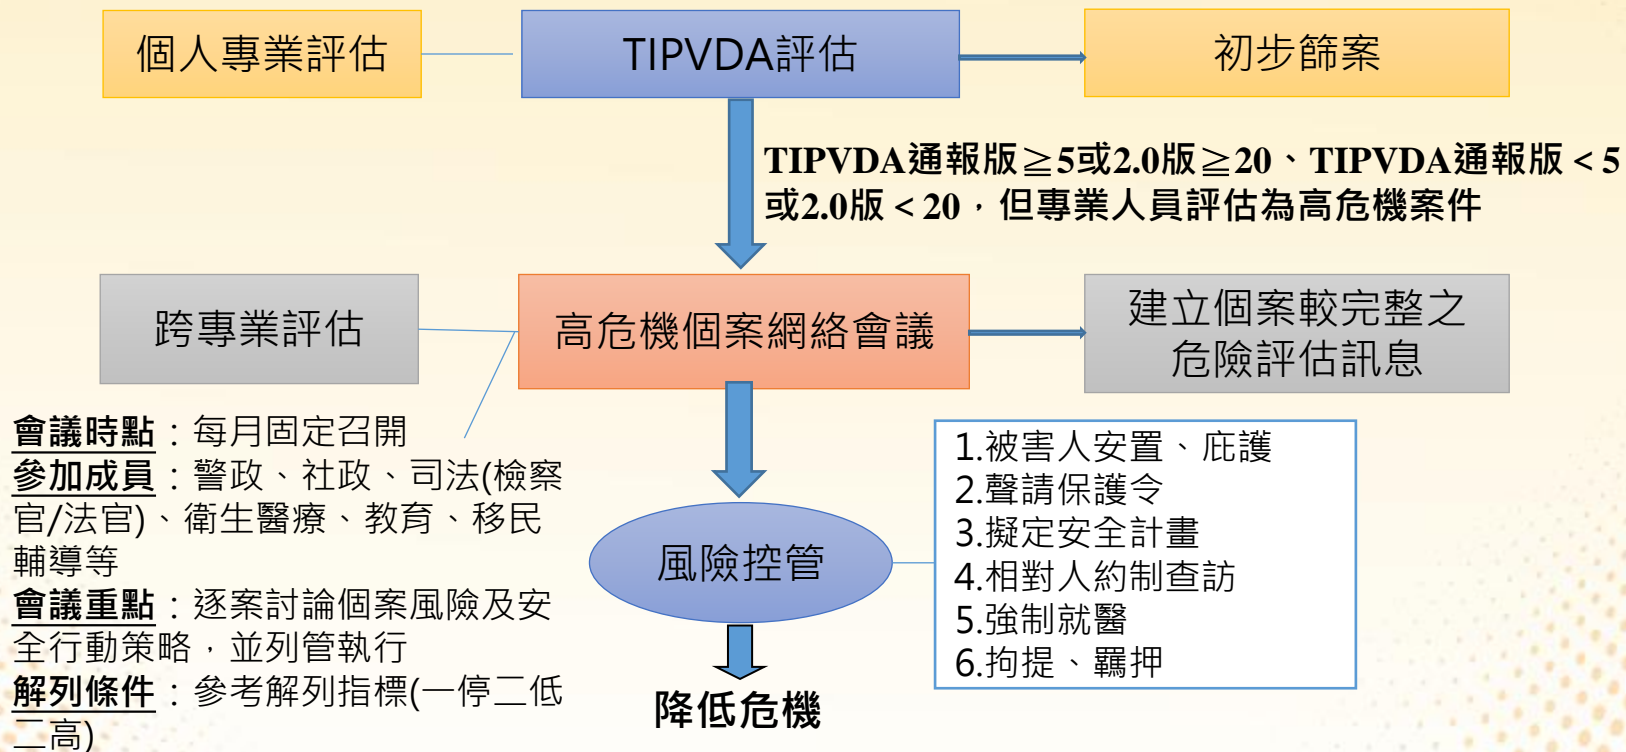 個人專業評估
TIPVDA評估
初步篩案
TIPVDA通報版≧5或2.0版≧20、TIPVDA通報版＜5
或2.0版＜20，但專業人員評估為高危機案件
跨專業評估
高危機個案網絡會議
建立個案較完整之
危險評估訊息
會議時點：每月固定召開
參加成員：警政、社政、司法(檢察
官/法官)、衛生醫療、教育、移民
輔導等
會議重點：逐案討論個案風險及安
全行動策略，並列管執行
解列條件：參考解列指標(一停二低
二高)
風險控管
1.被害人安置、庇護
2.聲請保護令
3.擬定安全計畫
4.相對人約制查訪
5.強制就醫
6.拘提、羈押
降低危機